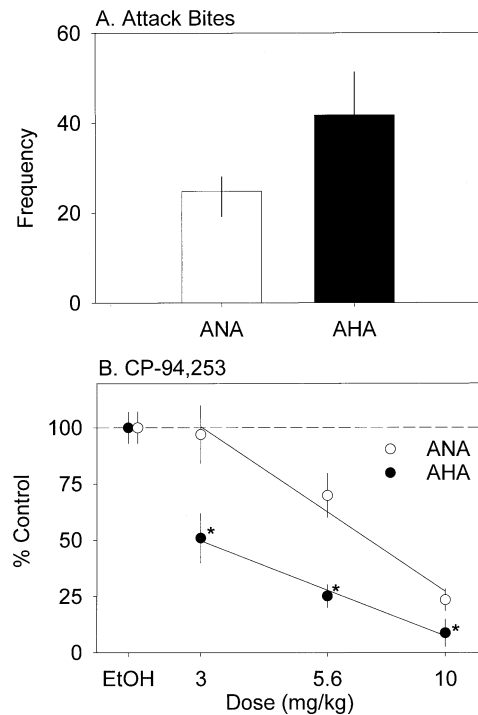 A. Attack Bites
60
40
20
0
Frequency
ANA AHA
B. CP-94,253
100
75
50
25
0
% Control
ANA
AHA
*
*
*
EtOH 3 5.6 10
Dose (mg/kg)